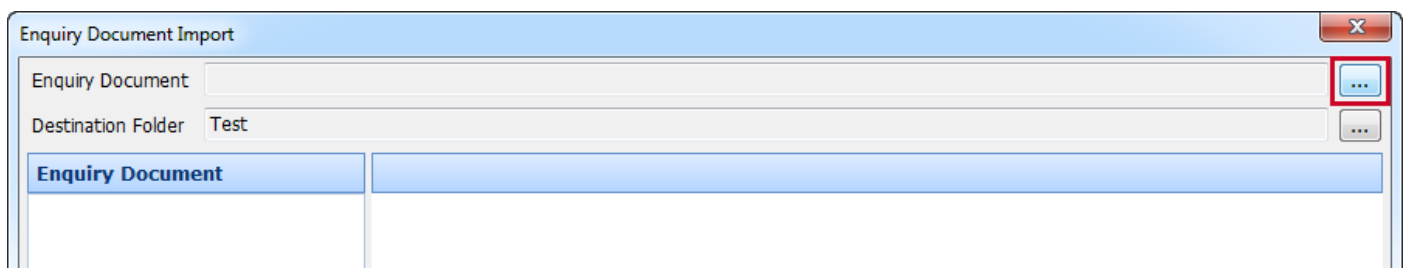 Enquiry Document Import
Enquiry Document
...
Destination Folder Test
...
Enquiry Document